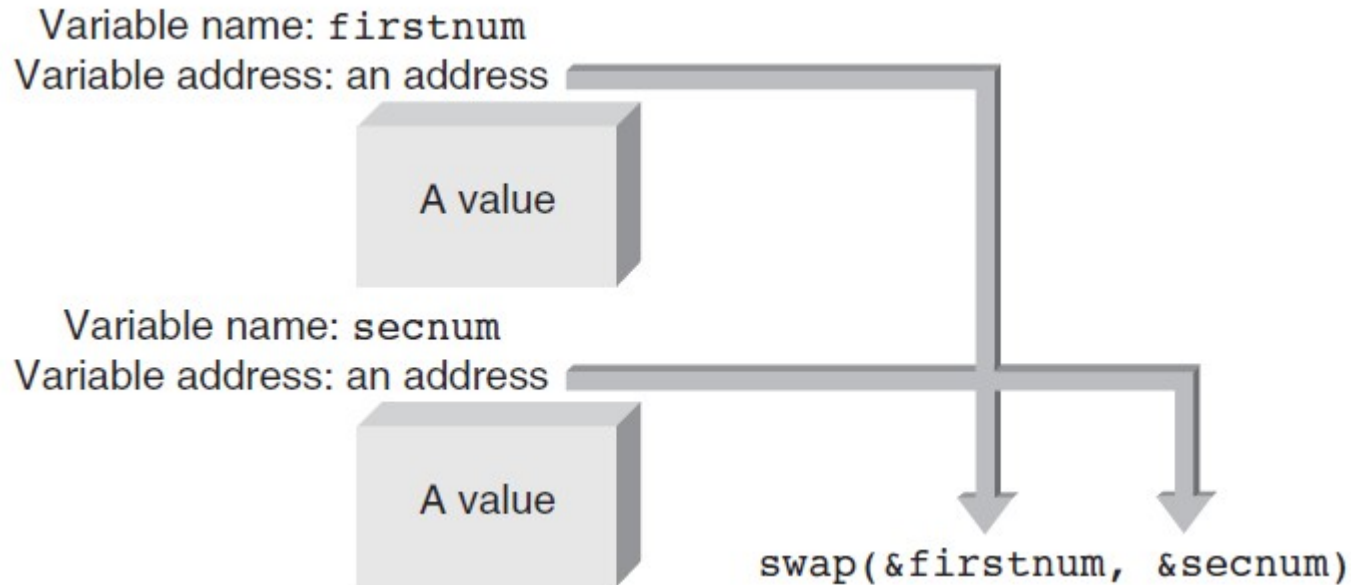 Variable name: firstnum
Variable address: an address
A value
Variable name: secnum
Variable address: an address
A value
swap(&firstnum, &secnum)